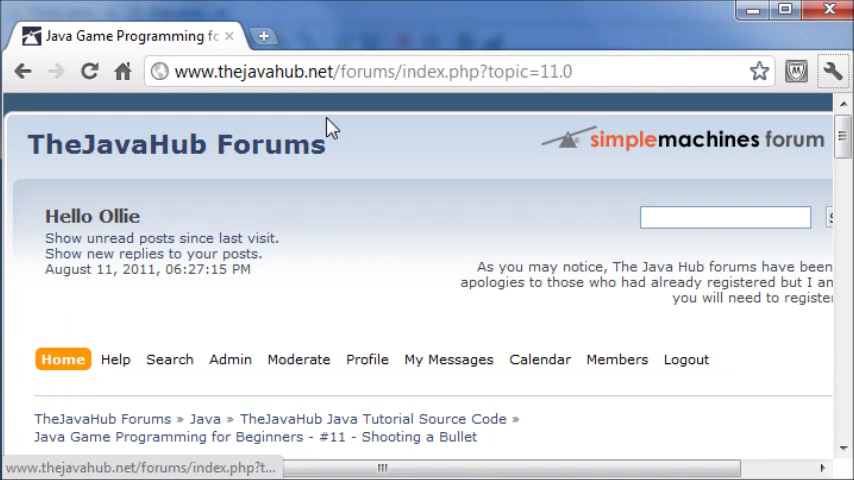 Java Game Programming fo
www.thejavahub.net/forums/index.php?topic=11.0
TheJavaHub Forums
simplemachines forum
Hello Ollie
Show unread posts since last visit.
Show new replies to your posts.
August 11, 2011, 06:27:15 PM
As you may notice, The Java Hub forums have been
apologies to those who had already registered but I am
you will need to register
Home Help Search Admin Moderate Profile My Messages Calendar Members Logout
TheJavaHub Forums » Java » TheJavaHub Java Tutorial Source Code »
Java Game Programming for Beginners - #11 - Shooting a Bullet
www.thejavahub.net/forums/index.php?t...